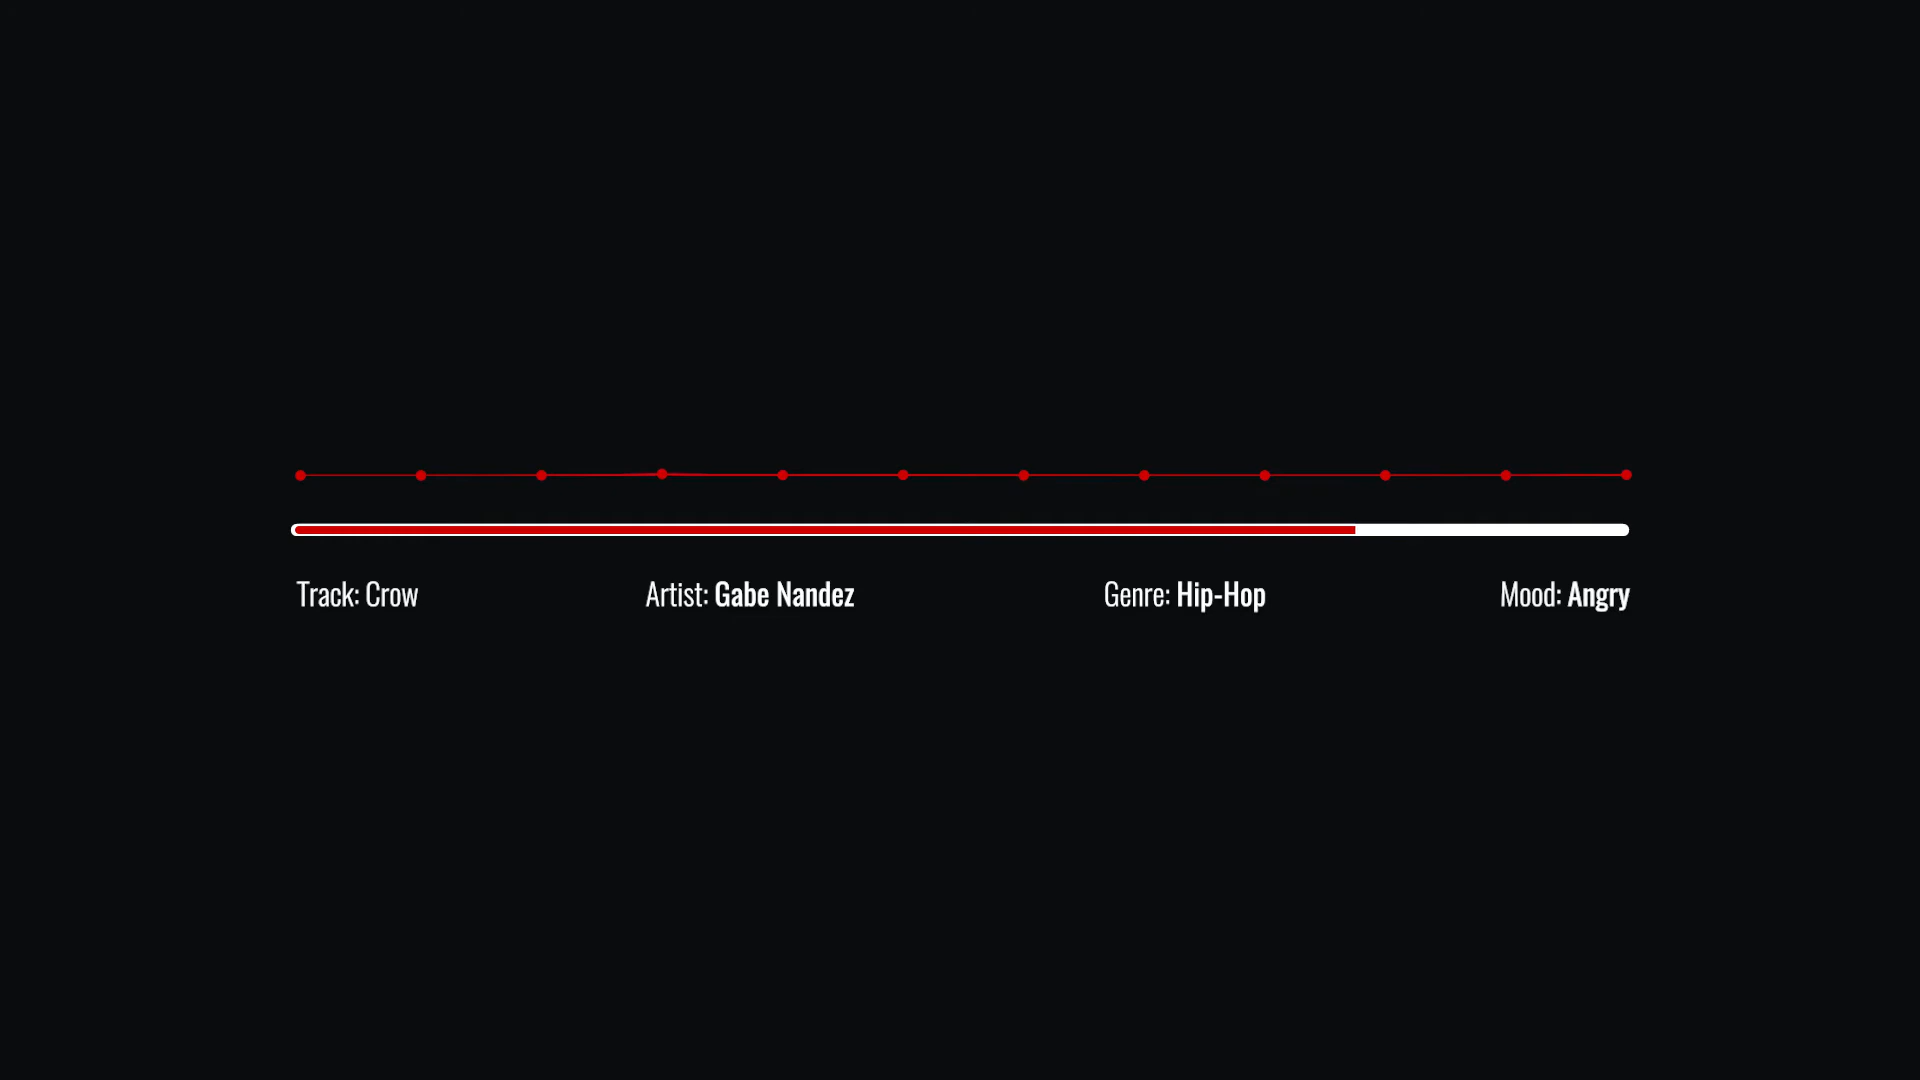 Track: Crow
Artist: Gabe Nandez
Genre: Hip-Hop
Mood: Angry